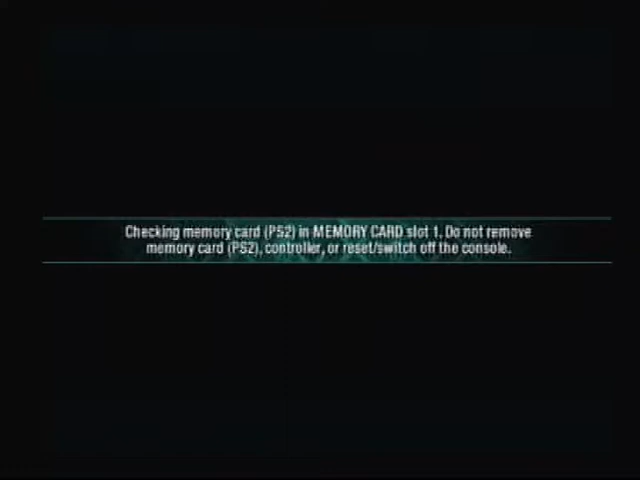 Checking memory card (PS2) in MEMORY CARD slot 1. Do not remove
memory card (PS2), controller, or reset/switch off the console.